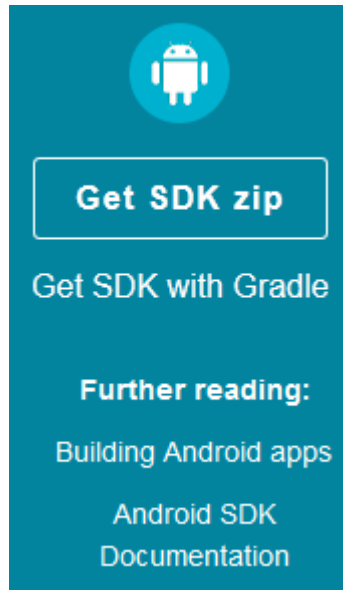 Get SDK zip
Get SDK with Gradle
Further reading:
Building Android apps
Android SDK
Documentation